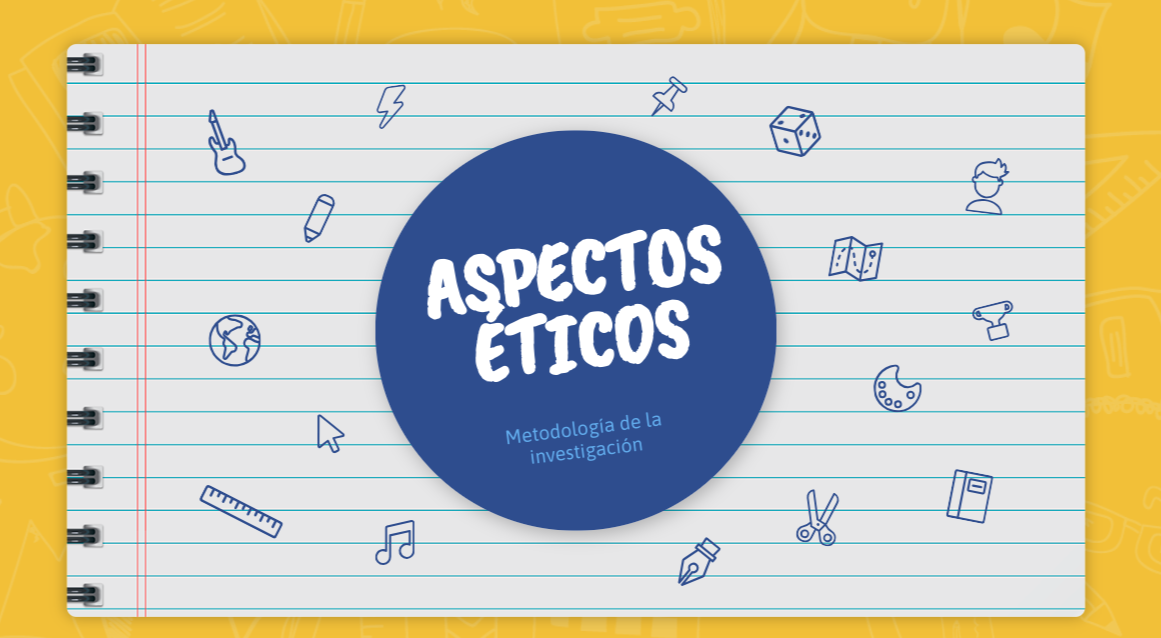 ASPECTOS
ÉTICOS
Metodología de la
investigación